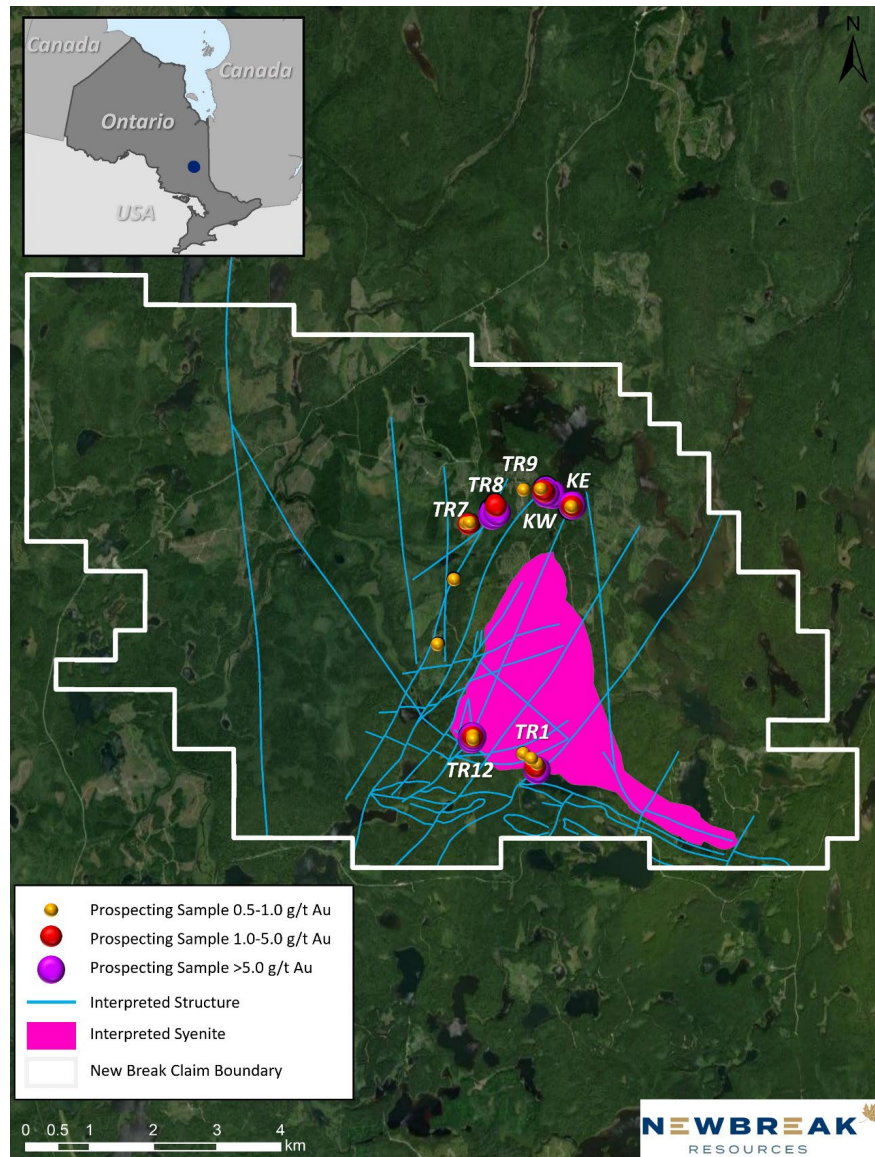 Canada
Canada
Ontario
USA
N
TR9
KE
TR8
TR7
KW
TR1
TR12
Prospecting Sample 0.5-1.0 g/t Au
Prospecting Sample 1.0-5.0 g/t Au
Prospecting Sample >5.0 g/t Au
Interpreted Structure
Interpreted Syenite
New Break Claim Boundary
0 0.5 1 2 3 4
km
NEWBREAK
RESOURCES